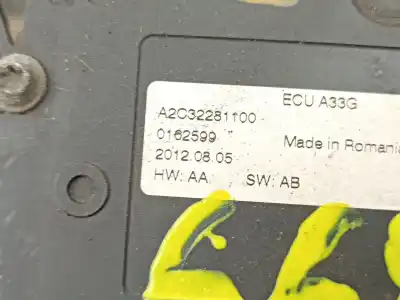 ECU A33G
A2C32281100
0162599 Made in Romania
2012.08.05
HW: AA SW: AB